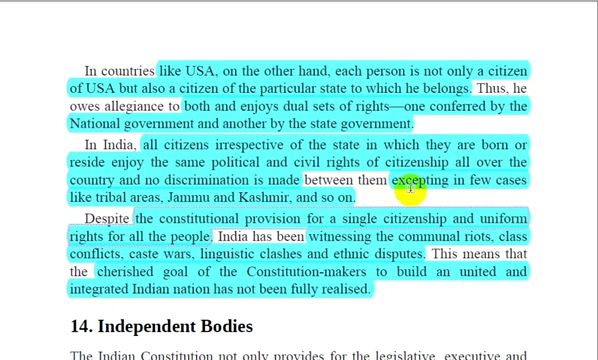 In countries like USA, on the other hand, each person is not only a citizen
of USA but also a citizen of the particular state to which he belongs. Thus, he
owes allegiance to both and enjoys dual sets of rights—one conferred by the
National government and another by the state government.
In India, all citizens irrespective of the state in which they are born or
reside enjoy the same political and civil rights of citizenship all over the
country and no discrimination is made between them excepting in few cases
like tribal areas, Jammu and Kashmir, and so on.
Despite the constitutional provision for a single citizenship and uniform
rights for all the people, India has been witnessing the communal riots, class
conflicts, caste wars, linguistic clashes and ethnic disputes. This means that
the cherished goal of the Constitution-makers to build an united and
integrated Indian nation has not been fully realised.
14. Independent Bodies
The Indian Constitution not only provides for the legislative, executive and